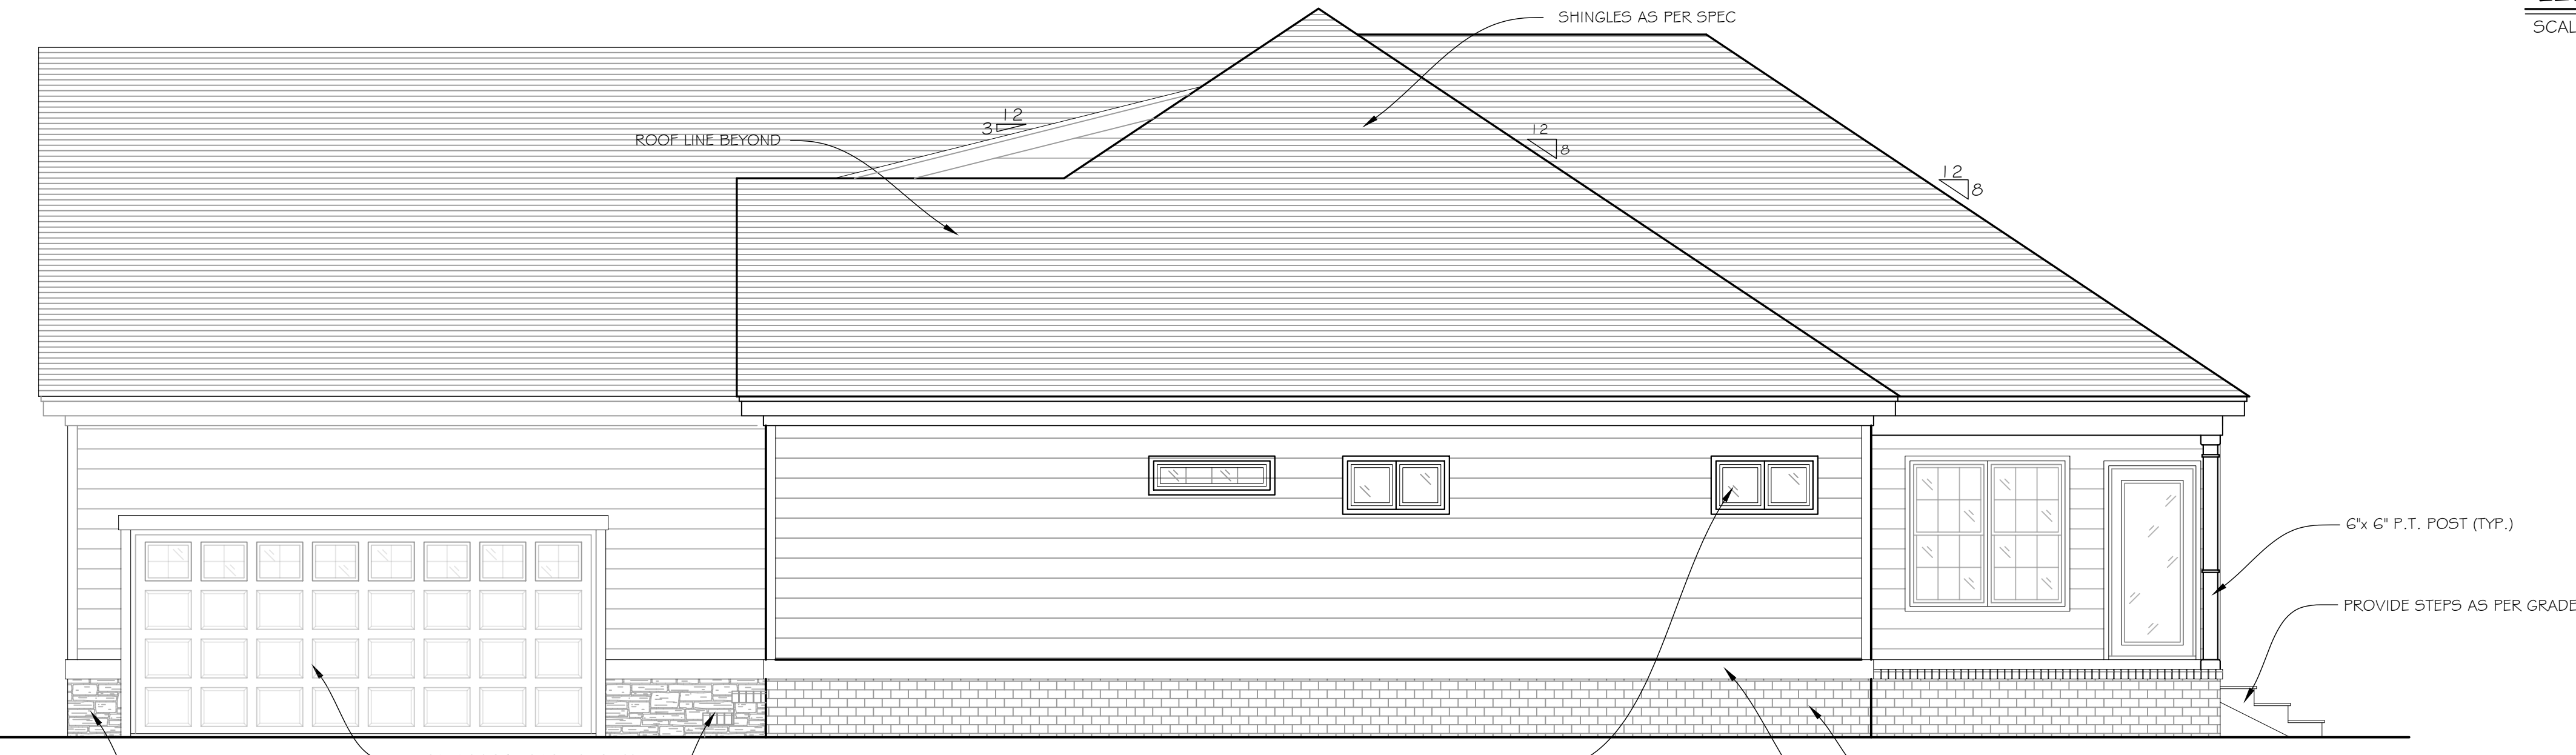 SHINGLES AS PER SPEC
SCAL
12
3
ROOF LINE BEYOND
12
8
12
8
6"x 6" P.T. POST (TYP.)
PROVIDE STEPS AS PER GRADE